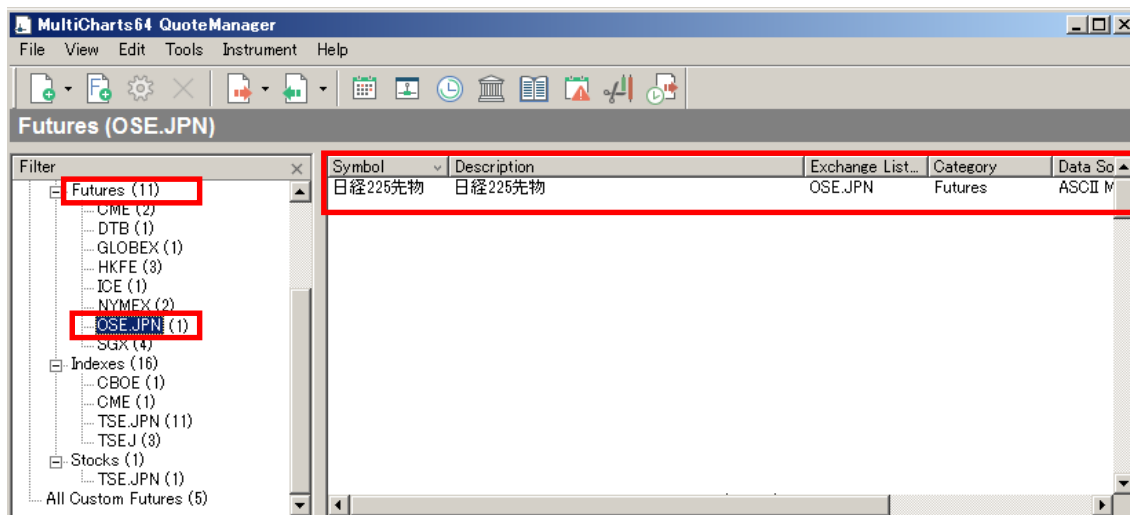 MultiCharts64 QuoteManager
File View Edit Tools Instrument Help
Futures (OSE.JPN)
Filter
Futures (11)
CME (2)
DTB (1)
GLOBEX (1)
HKFE (3)
ICE (1)
NYMEX (2)
OSE.JPN (1)
SGX (4)
Indexes (16)
CBOE (1)
CME (1)
TSE.JPN (11)
TSEJ (3)
Stocks (1)
TSE.JPN (1)
All Custom Futures (5)
Symbol Description Exchange List... Category Data So
日経225先物 日経225先物 OSE.JPN Futures ASCII M